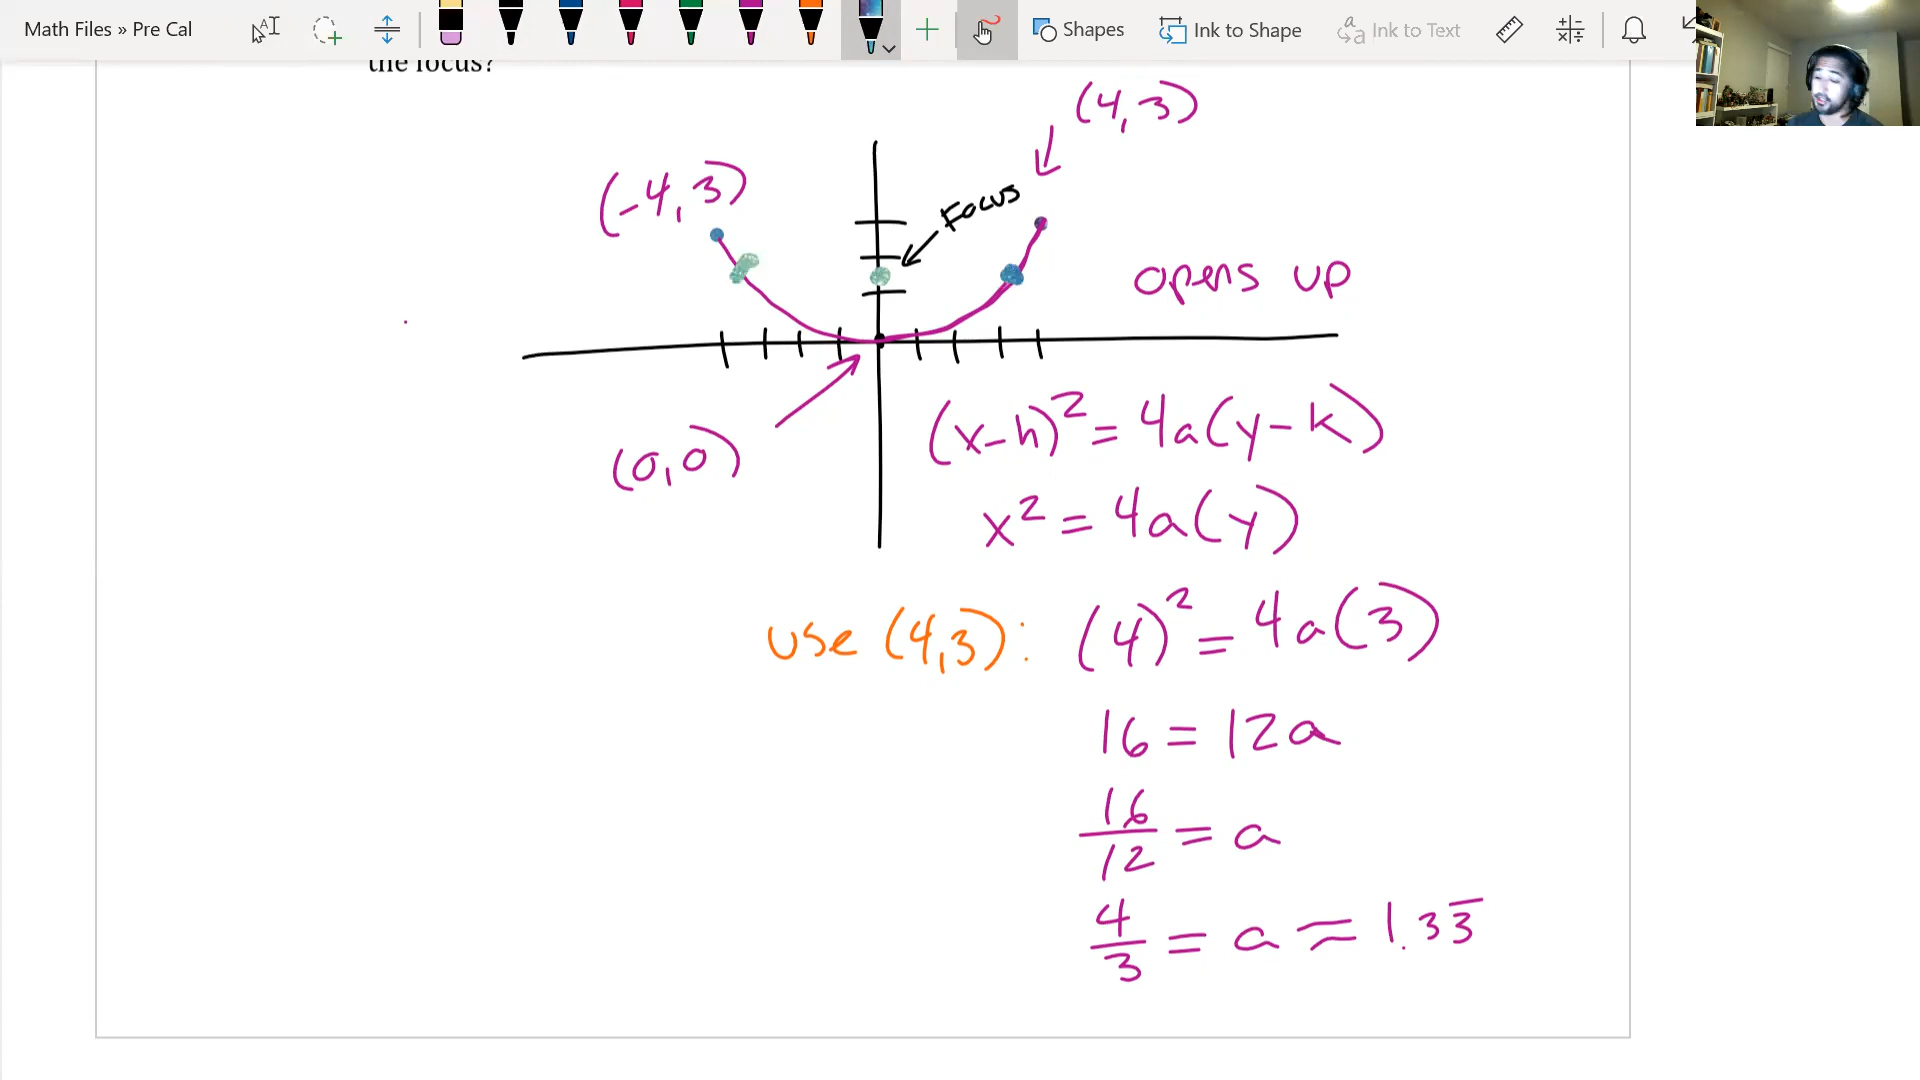 Math Files » Pre Cal
Shapes
Ink to Shape
Ink to Text
the focus?
(4,3)
(-4,3)
Focus
opens up
(0,0)
(x-h)² = 4a(y-k)
x² = 4a(y)
use (4,3): (4)² = 4a(3)
16 = 12a
16/12 = a
4/3 = a ≈ 1.33̅